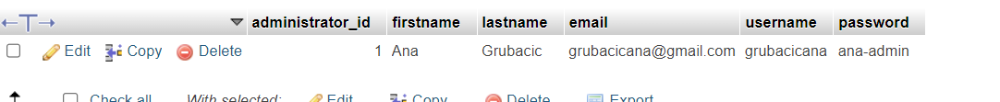 administrator_id firstname lastname email username password
Edit Copy Delete 1 Ana Grubacic grubacicana@gmail.com grubacicana ana-admin
Check all With selected: Edit Copy Delete Export